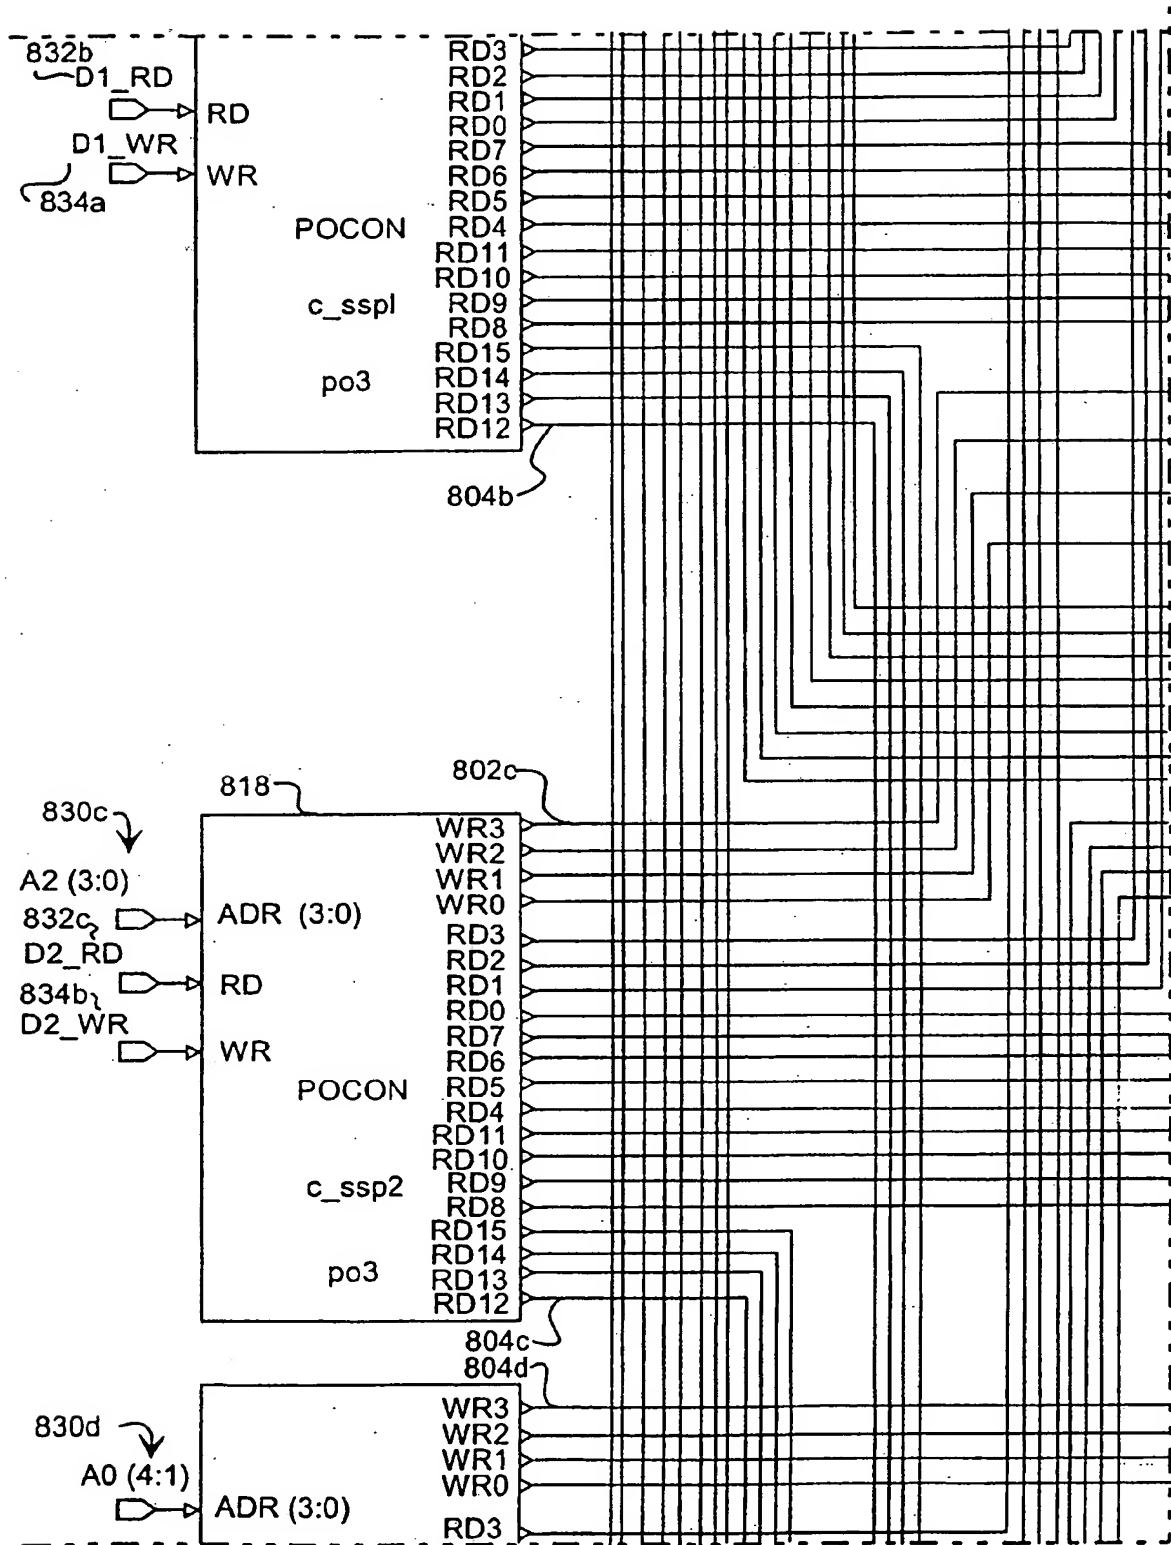 832b
D1_RD
RD
D1_WR
WR
834a
POCON
c_sspl
po3
RD3
RD2
RD1
RD0
RD7
RD6
RD5
RD4
RD11
RD10
RD9
RD8
RD15
RD14
RD13
RD12
804b
802c
818
830c
A2 (3:0)
ADR (3:0)
832c
D2_RD
RD
834b
D2_WR
WR
POCON
c_ssp2
po3
WR3
WR2
WR1
WR0
RD3
RD2
RD1
RD0
RD7
RD6
RD5
RD4
RD11
RD10
RD9
RD8
RD15
RD14
RD13
RD12
804c
804d
830d
A0 (4:1)
ADR (3:0)
WR3
WR2
WR1
WR0
RD3